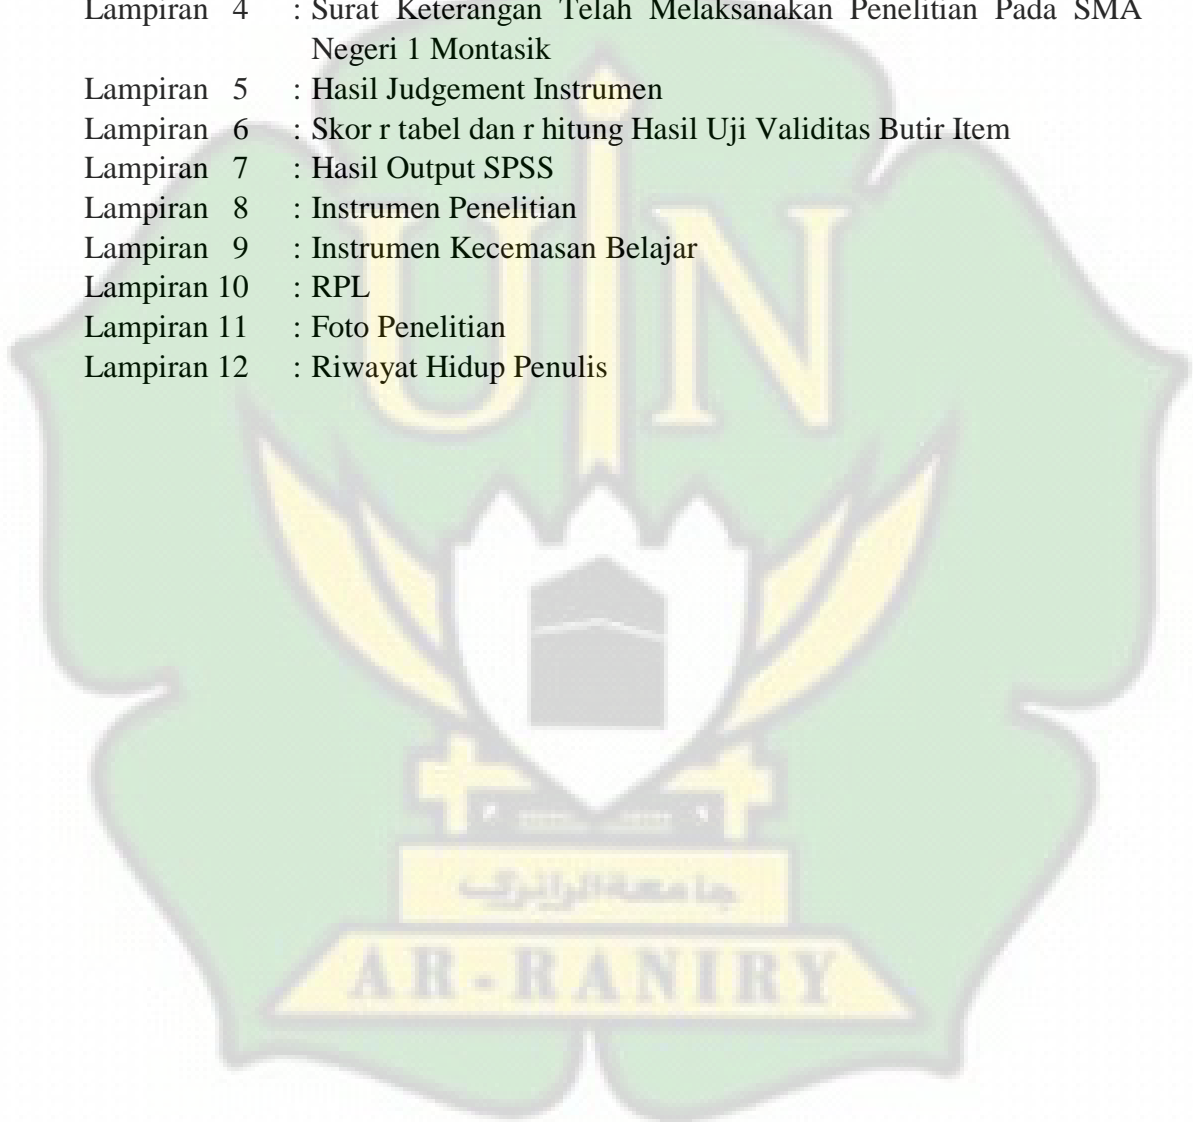 Lampiran 4 : Surat Keterangan Telah Melaksanakan Penelitian Pada SMA
Negeri 1 Montasik
Lampiran 5 : Hasil Judgement Instrumen
Lampiran 6 : Skor r tabel dan r hitung Hasil Uji Validitas Butir Item
Lampiran 7 : Hasil Output SPSS
Lampiran 8 : Instrumen Penelitian
Lampiran 9 : Instrumen Kecemasan Belajar
Lampiran 10 : RPL
Lampiran 11 : Foto Penelitian
Lampiran 12 : Riwayat Hidup Penulis
UIN
جامعة الرانري
AR-RANIRY